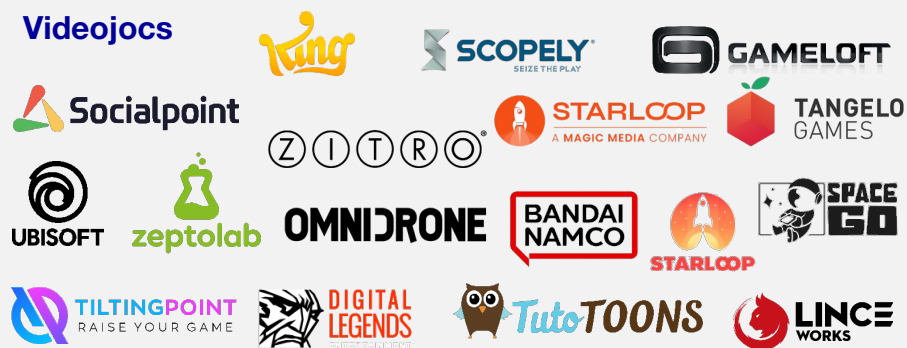 Videojocs
King
SCOPELY®
SEIZE THE PLAY
GAMELOFT
Socialpoint
ZITRO®
STARLOOP
A MAGIC MEDIA COMPANY
TANGELO
GAMES
UBISOFT
zeptolab
OMNIDRONE
BANDAI
NAMCO
STARLOOP
SPACE
GO
TILTINGPOINT
RAISE YOUR GAME
DIGITAL
LEGENDS
ENTERTAINMENT
TutoTOONS
LINCE
WORKS